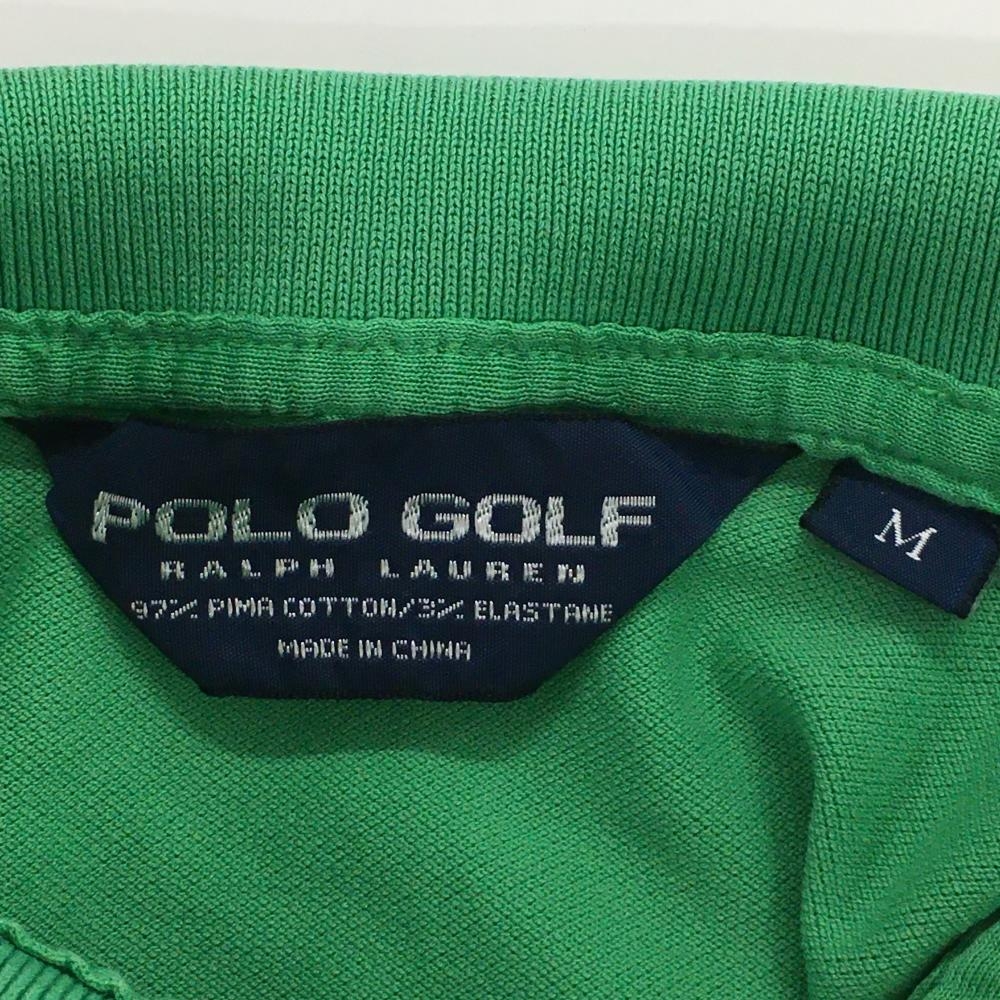 POLO GOLF
RALPH LAUREN
97% PIMA COTTON/3% ELASTANE
MADE IN CHINA
M